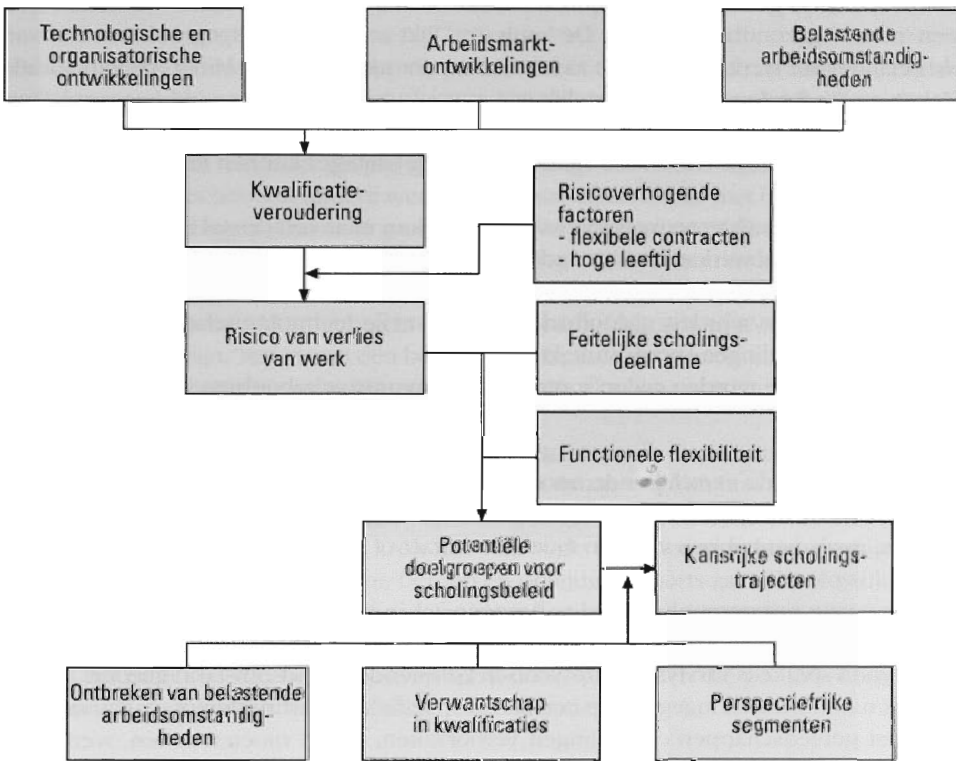 Technologische en
organisatorische
ontwikkelingen
Arbeidsmarkt-
ontwikkelingen
Belastende
arbeidsomstandig-
heden
Kwalificatie-
veroudering
Risicoverhogende
factoren
- flexibele contracten
- hoge leeftijd
Risico van verlies
van werk
Feitelijke scholings-
deelname
Functionele flexibiliteit
Potentiële
doelgroepen voor
scholingsbeleid
Kansrijke scholings-
trajecten
Ontbreken van belastende
arbeidsomstandig-
heden
Verwantschap
in kwalificaties
Perspectiefrijke
segmenten